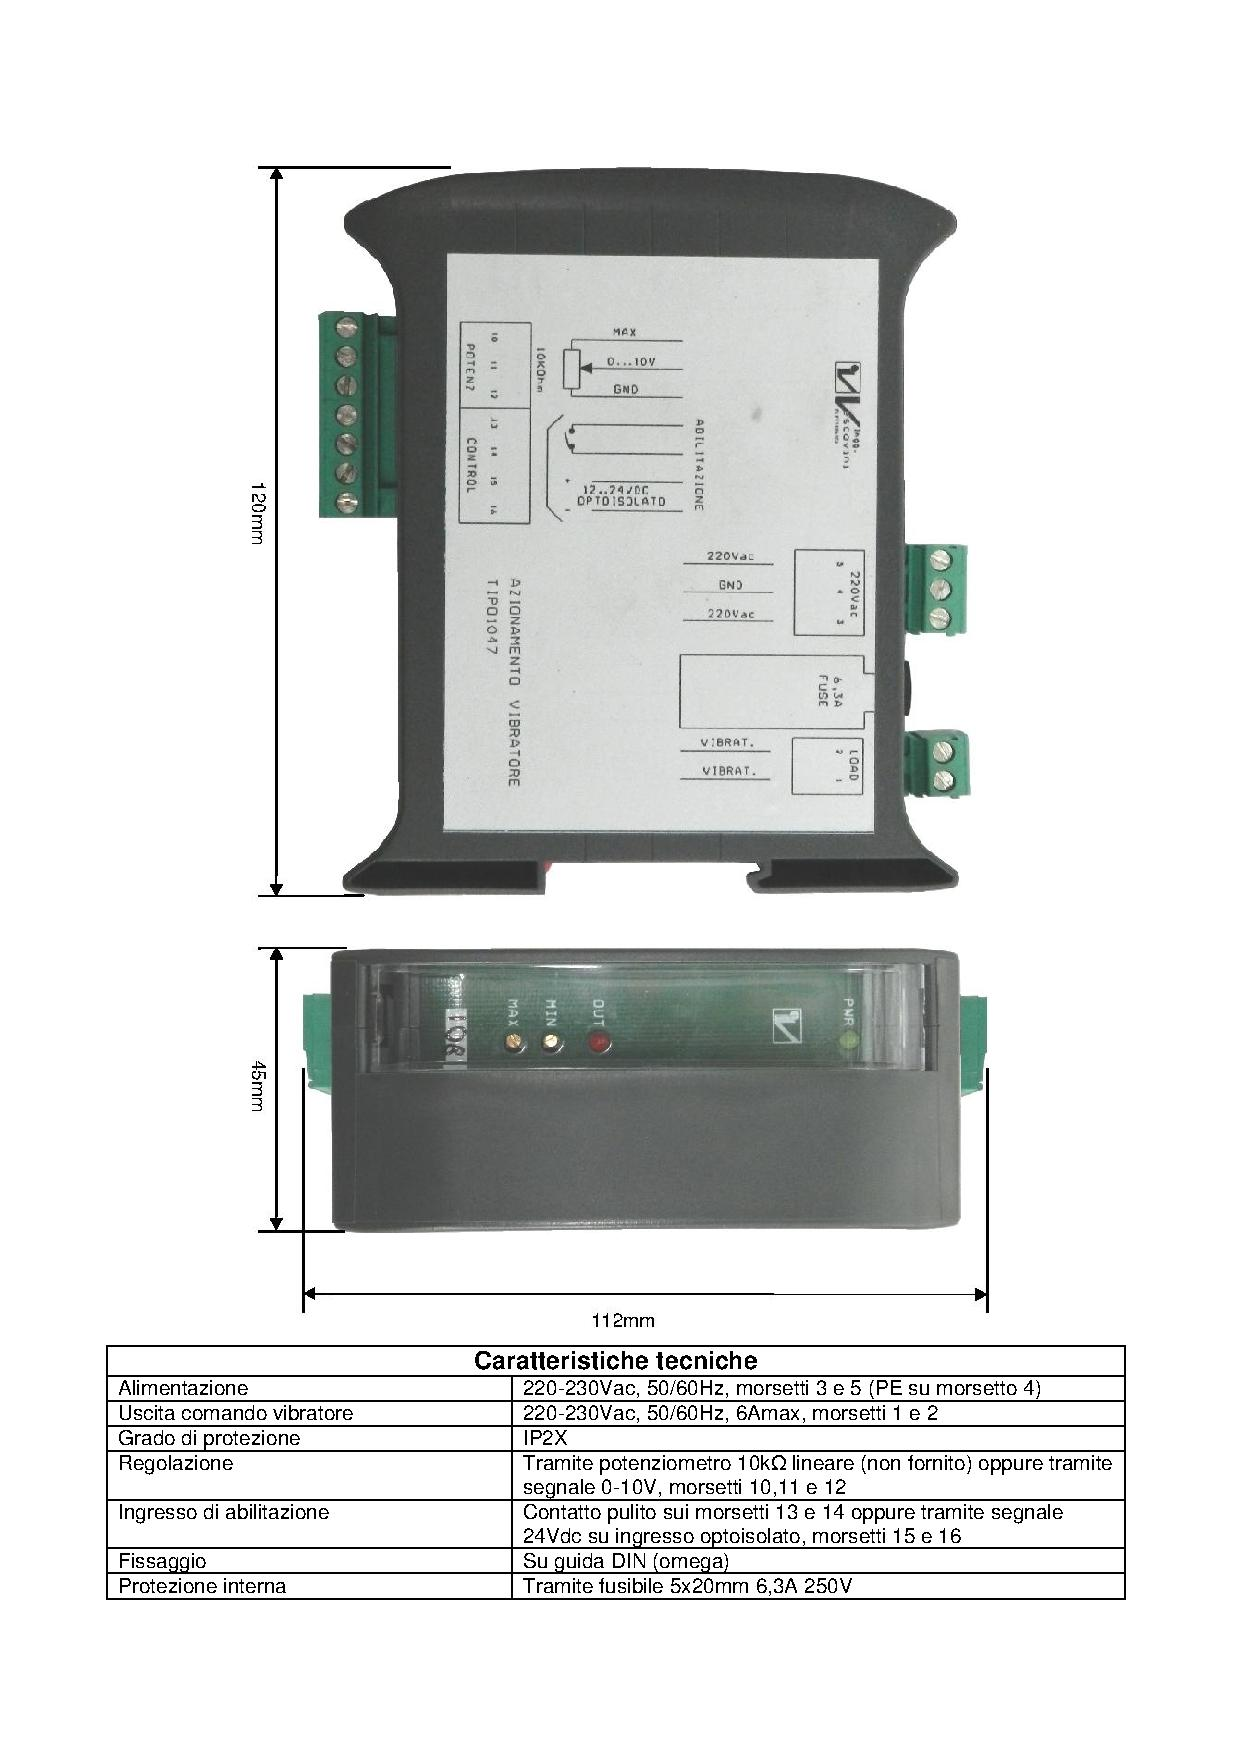 MAX
0...10V
GND
10KOhm
10 11 12
POTENZ
13 14 15 16
CONTROL
ABILITAZIONE
+
12..24VDC
OPTOISOLATO
-
220Vac
GND
220Vac
5 4 3
220Vac
6,3A
FUSE
VIBRAT.
VIBRAT.
LOAD
2 1
AZIONAMENTO VIBRATORE
TIPO1047
120mm
MAX
MIN
OUT
PWR
45mm
112mm
Caratteristiche tecniche
Alimentazione 220-230Vac, 50/60Hz, morsetti 3 e 5 (PE su morsetto 4)
Uscita comando vibratore 220-230Vac, 50/60Hz, 6Amax, morsetti 1 e 2
Grado di protezione IP2X
Regolazione Tramite potenziometro 10kΩ lineare (non fornito) oppure tramite
segnale 0-10V, morsetti 10,11 e 12
Ingresso di abilitazione Contatto pulito sui morsetti 13 e 14 oppure tramite segnale
24Vdc su ingresso optoisolato, morsetti 15 e 16
Fissaggio Su guida DIN (omega)
Protezione interna Tramite fusibile 5x20mm 6,3A 250V